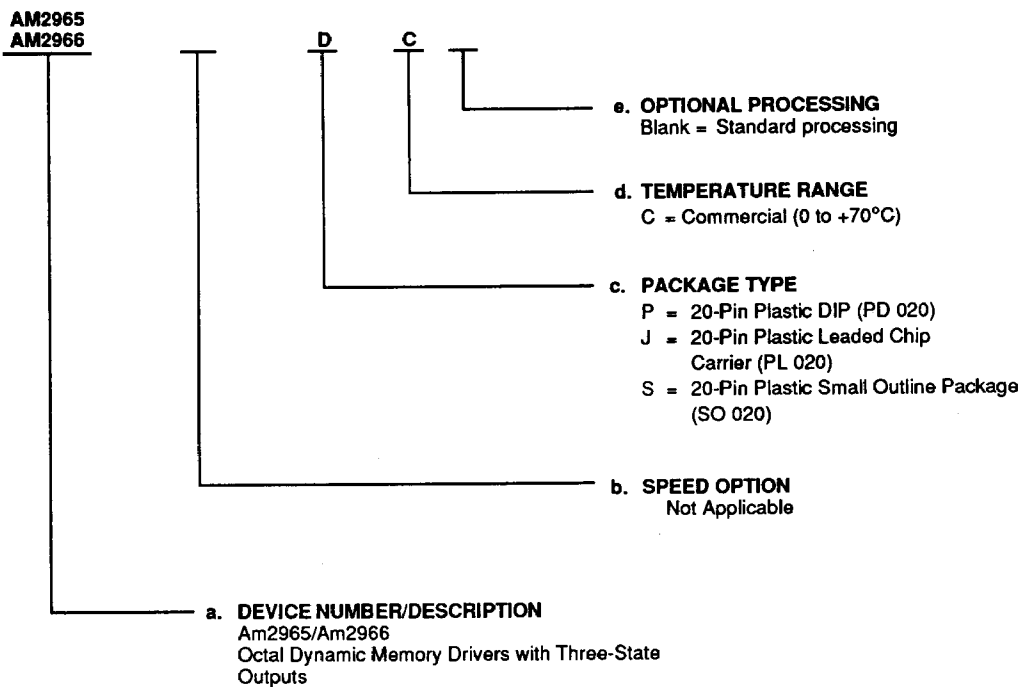 AM2965
AM2966
D C
e. OPTIONAL PROCESSING
Blank = Standard processing
d. TEMPERATURE RANGE
C = Commercial (0 to +70°C)
c. PACKAGE TYPE
P = 20-Pin Plastic DIP (PD 020)
J = 20-Pin Plastic Leaded Chip
Carrier (PL 020)
S = 20-Pin Plastic Small Outline Package
(SO 020)
b. SPEED OPTION
Not Applicable
a. DEVICE NUMBER/DESCRIPTION
Am2965/Am2966
Octal Dynamic Memory Drivers with Three-State
Outputs